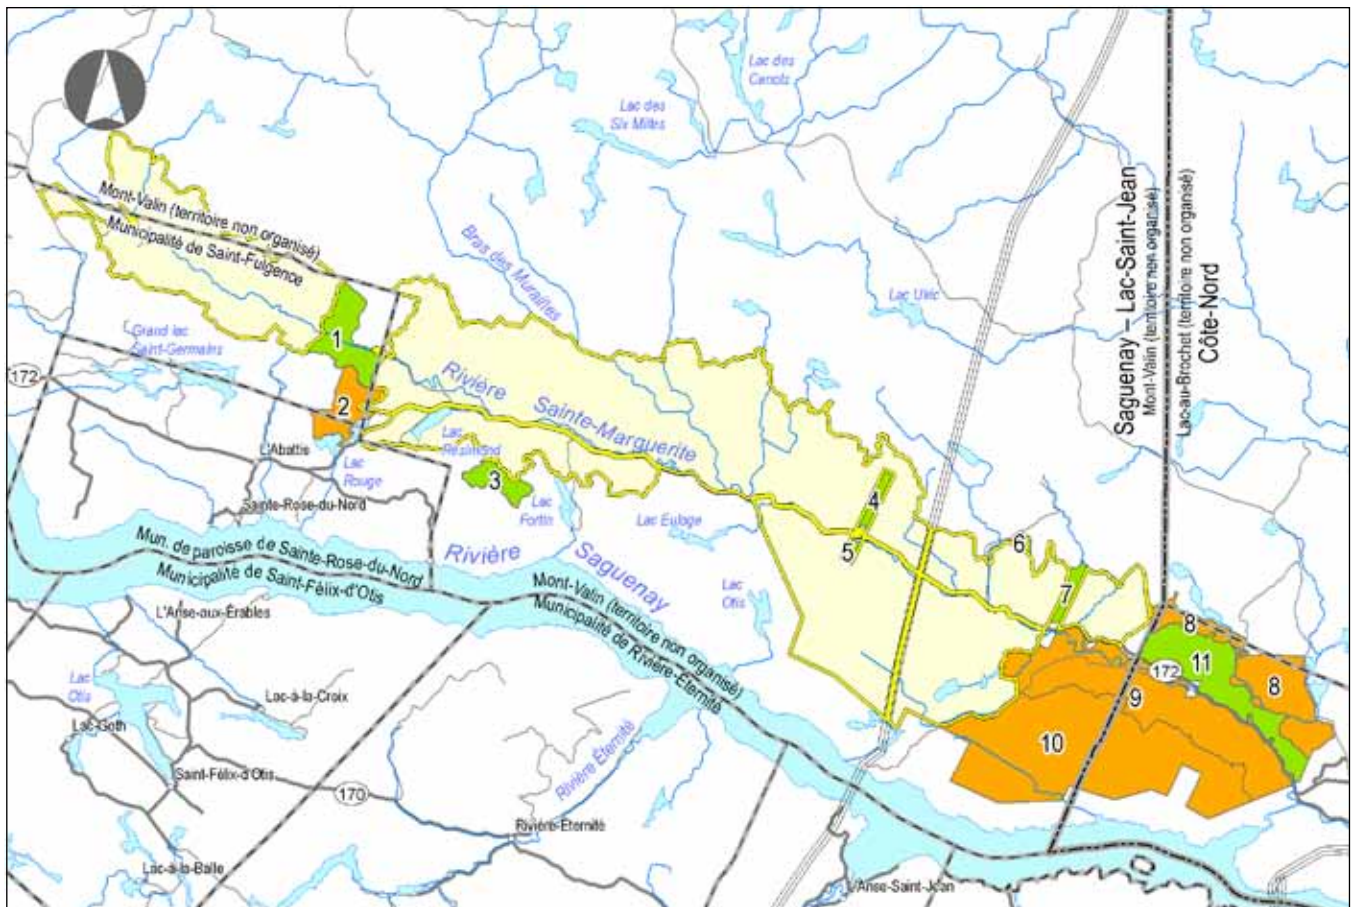 Lac des
Canots
Lac des
Six Milles
Mont-Valin (territoire non organisé)
Municipalité de Saint-Fulgence
Bras des Murailles
Lac Ulric
Saguenay – Lac-Saint-Jean
Mont-Valin (territoire non organisé)
Lac-au-Brochet (territoire non organisé)
Côte-Nord
Grand lac
Saint-Germains
1
172
2
Rivière Sainte-Marguerite
L'Abattis
Lac
Résimond
Lac
Rouge
3
Lac
Fortin
4
Sainte-Rose-du-Nord
Lac Euloge
5
6
7
Rivière Saguenay
Mun. de paroisse de Sainte-Rose-du-Nord
Municipalité de Saint-Félix-d'Otis
Mont-Valin (territoire non organisé)
Municipalité de Rivière-Éternité
Lac
Otis
L'Anse-aux-Érables
8
11
172
8
9
10
Lac
Otis
Lac-à-la-Croix
Lac-Goth
Saint-Félix-d'Otis
170
Rivière Éternité
Rivière-Éternité
Lac-à-la-Balle
L'Anse-Saint-Jean